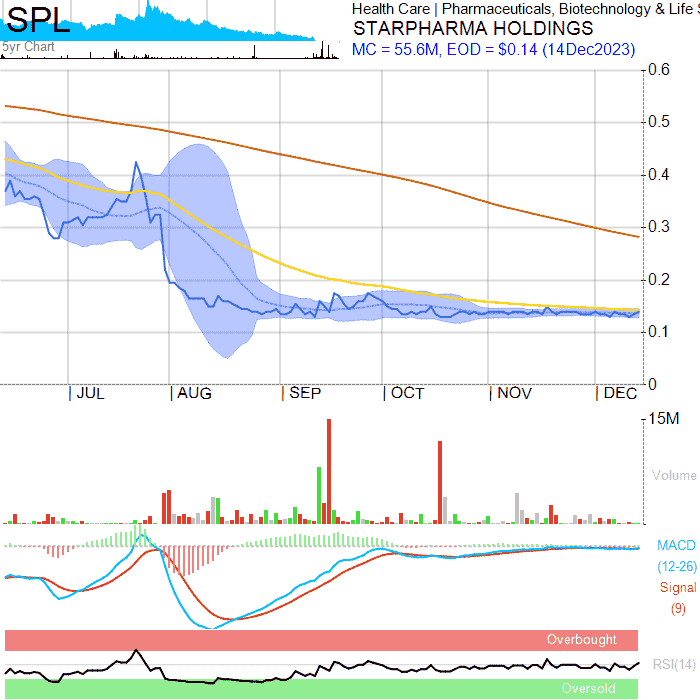 SPL
5yr Chart
Health Care | Pharmaceuticals, Biotechnology & Life S
STARPHARMA HOLDINGS
MC = 55.6M, EOD = $0.14 (14Dec2023)
0.6
0.5
0.4
0.3
0.2
0.1
0
| JUL | AUG | SEP | OCT | NOV | DEC
15M
Volume
MACD
(12-26)
Signal
(9)
Overbought
RSI(14)
Oversold